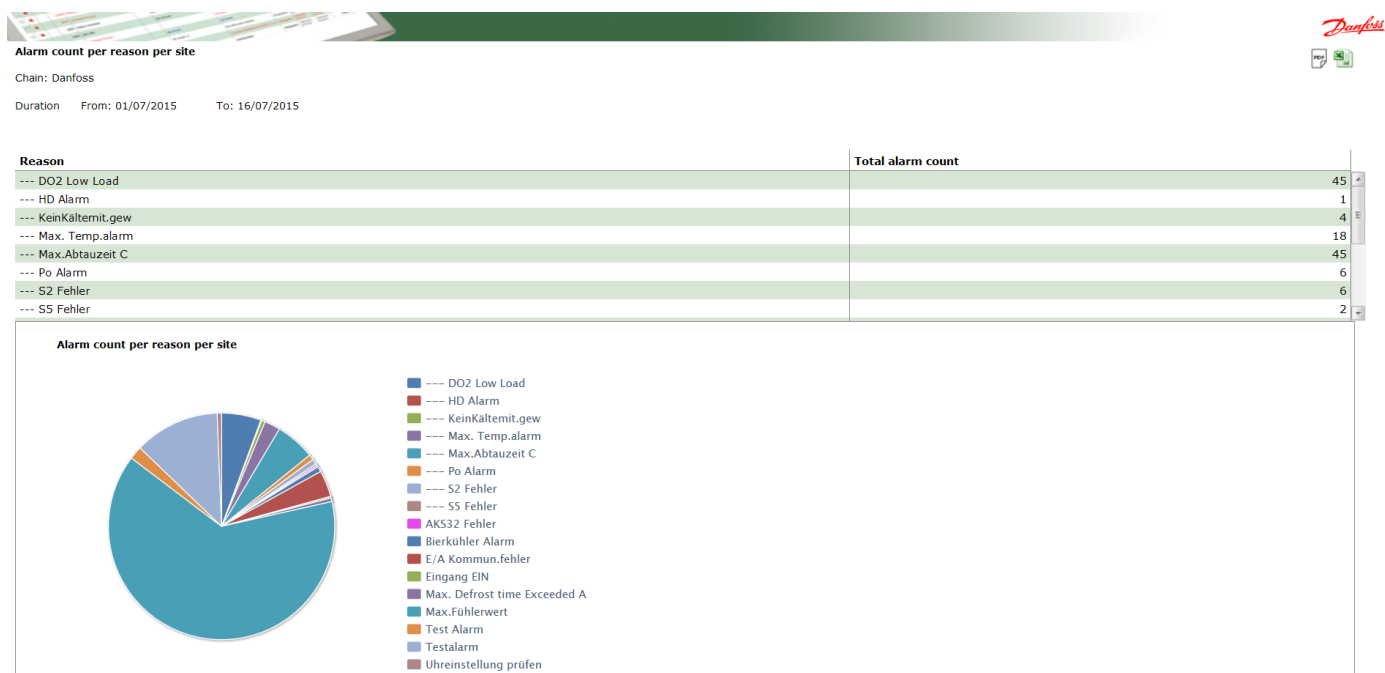 Danfoss
Alarm count per reason per site
PDF
Chain: Danfoss
Duration From: 01/07/2015 To: 16/07/2015
Reason Total alarm count
--- DO2 Low Load 45
--- HD Alarm 1
--- KeinKältemit.gew 4
--- Max. Temp.alarm 18
--- Max.Abtauzeit C 45
--- Po Alarm 6
--- S2 Fehler 6
--- S5 Fehler 2
Alarm count per reason per site
--- DO2 Low Load
--- HD Alarm
--- KeinKältemit.gew
--- Max. Temp.alarm
--- Max.Abtauzeit C
--- Po Alarm
--- S2 Fehler
--- S5 Fehler
AKS32 Fehler
Bierkühler Alarm
E/A Kommun.fehler
Eingang EIN
Max. Defrost time Exceeded A
Max.Fühlerwert
Test Alarm
Testalarm
Uhreinstellung prüfen